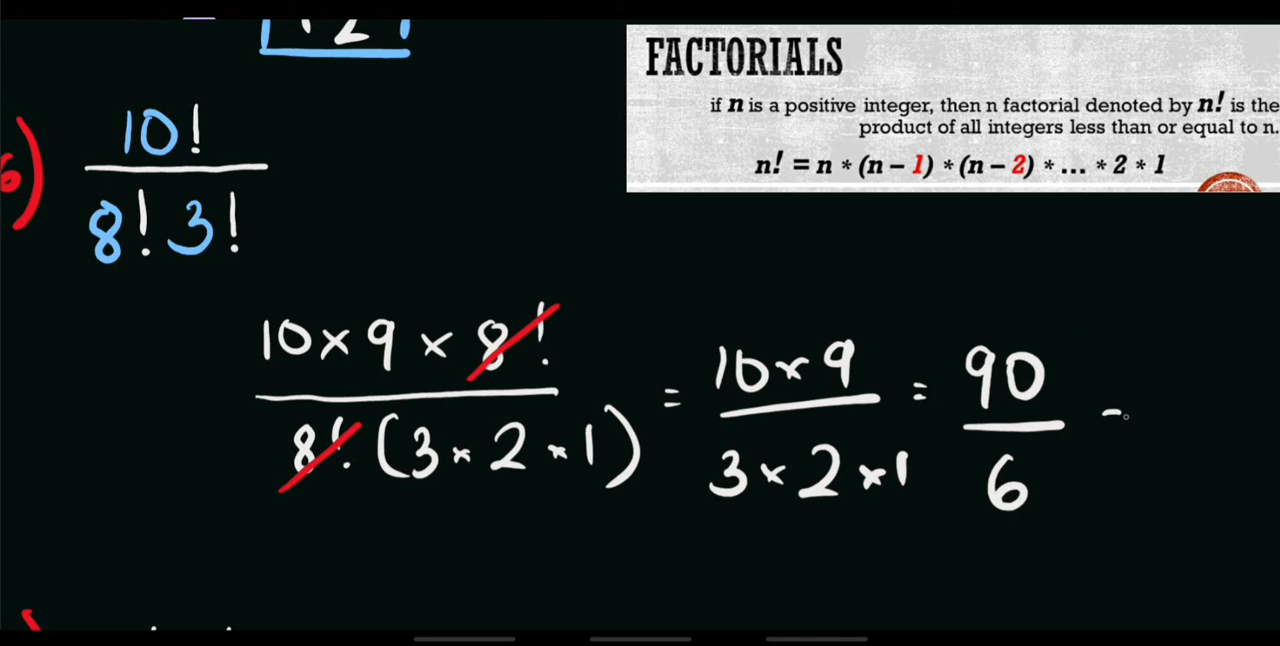 12
FACTORIALS
if n is a positive integer, then n factorial denoted by n! is the
product of all integers less than or equal to n.
n! = n * (n – 1) * (n – 2) * ... * 2 * 1
6)
10!
8! 3!
10 × 9 × 8!
8! (3 × 2 × 1)
=
10 × 9
3 × 2 × 1
=
90
6
-